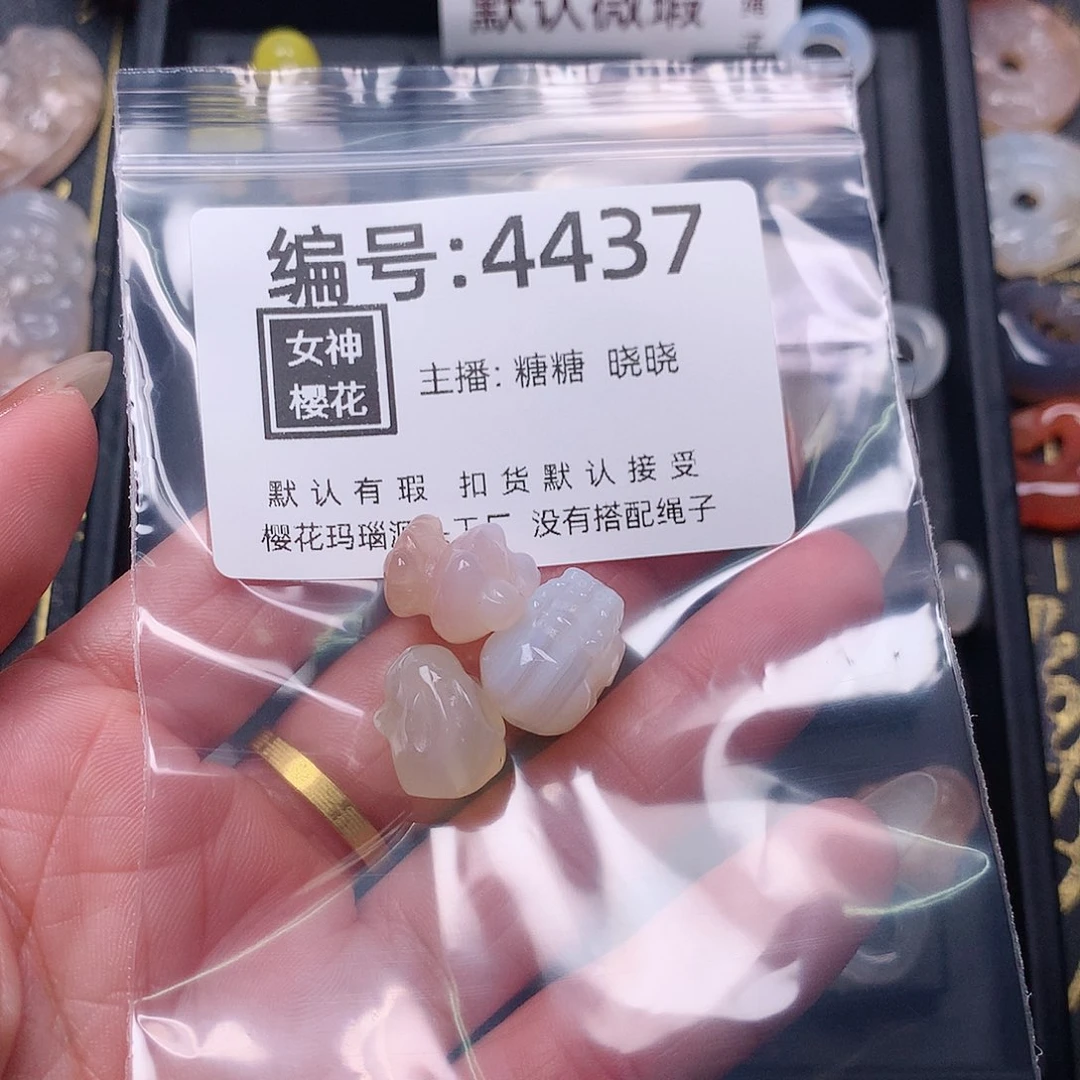 默认微瑕
子
编号:4437
女神
樱花
主播: 糖糖 晓晓
默认有瑕 扣货默认接受
樱花玛瑙源 工厂 没有搭配绳子